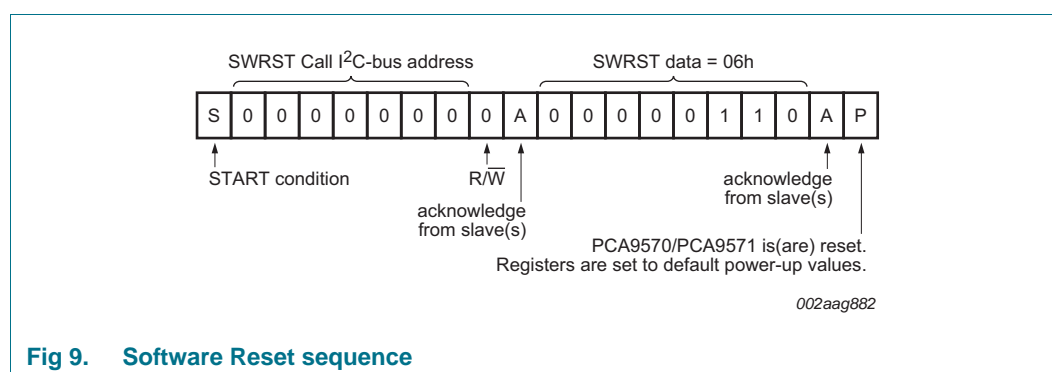 SWRST Call I2C-bus address SWRST data = 06h
S 0 0 0 0 0 0 0 0 A 0 0 0 0 0 1 1 0 A P
START condition R/W acknowledge
acknowledge from slave(s)
from slave(s)
PCA9570/PCA9571 is(are) reset.
Registers are set to default power-up values.
002aag882
Fig 9. Software Reset sequence